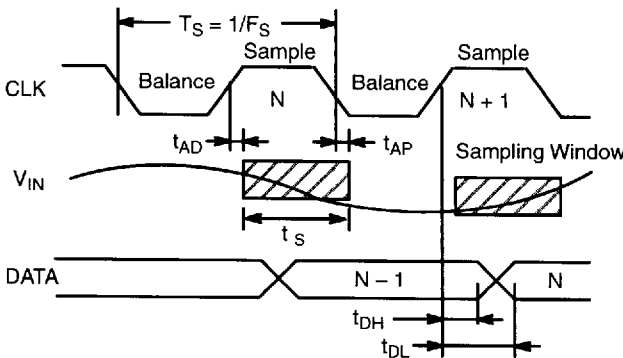 T_S = 1/F_S
Sample
Sample
CLK
Balance
N
Balance
N + 1
t_AD
t_AP
Sampling Window
V_IN
t_S
DATA
N – 1
N
t_DH
t_DL